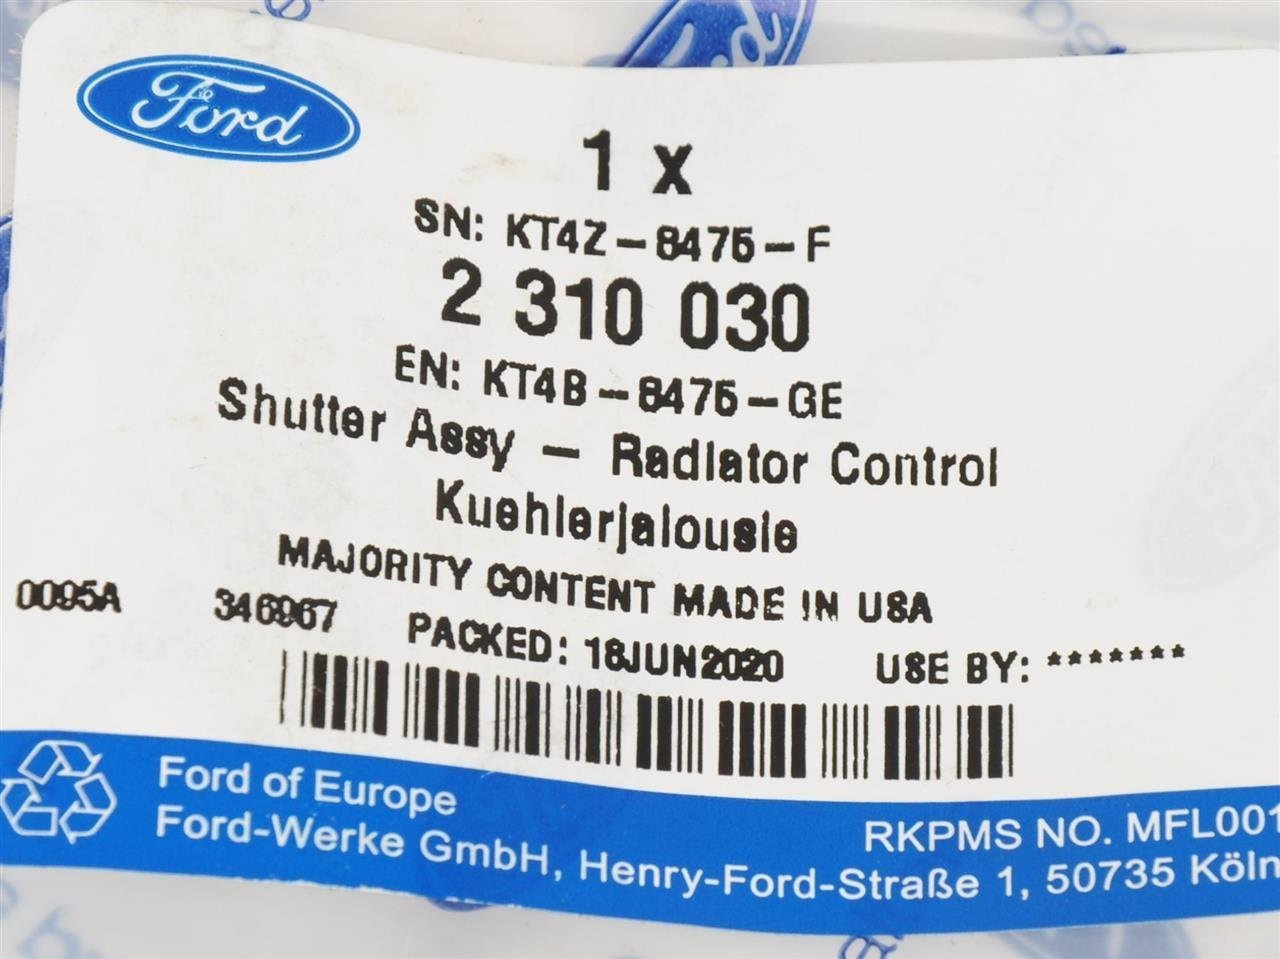 Ford
1 x
SN: KT4Z-8475-F
2 310 030
EN: KT4B-8475-GE
Shutter Assy - Radiator Control
Kuehlerjalousie
MAJORITY CONTENT MADE IN USA
0095A 346967 PACKED: 18JUN2020 USE BY: *******
Ford of Europe
Ford-Werke GmbH, Henry-Ford-Straße 1, 50735 Köln
RKPMS NO. MFL001